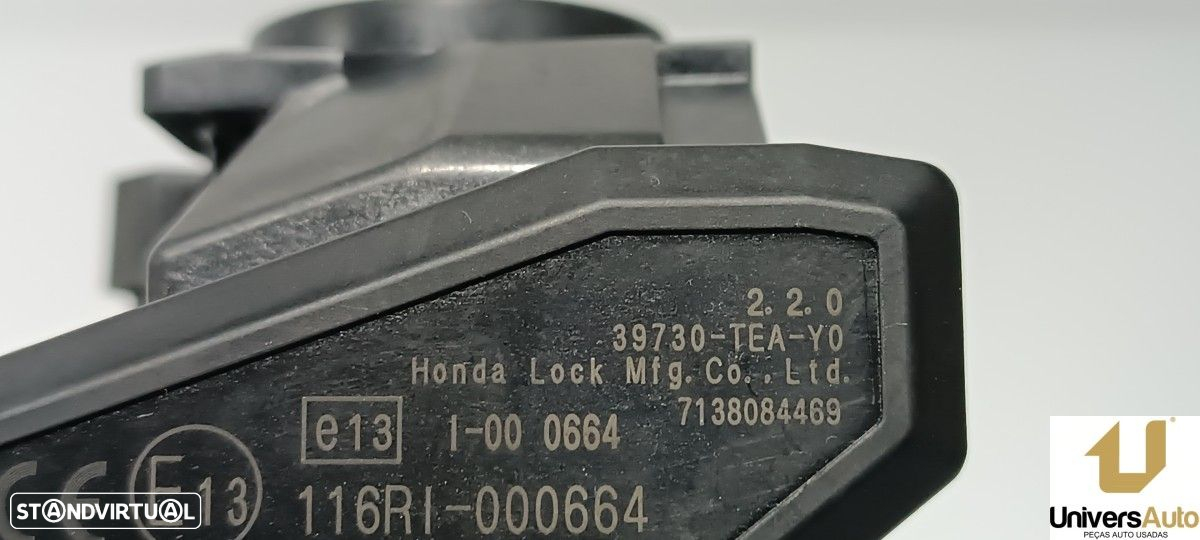 2.2.0
39730-TEA-Y0
Honda Lock Mfg. Co., Ltd.
7138084469
e13 I-00 0664
CE E13 116RI-000664
STANDVIRTUAL
UniversAuto
PEÇAS AUTO USADAS